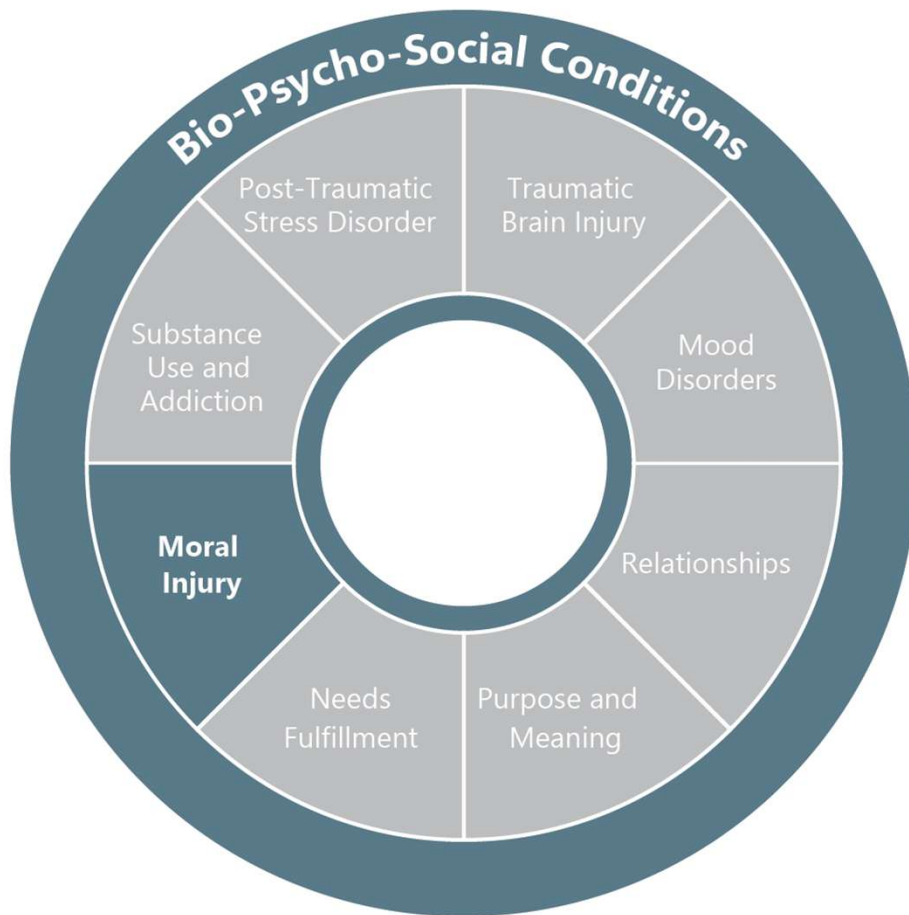 Bio-Psycho-Social Conditions
Post-Traumatic
Stress Disorder
Traumatic
Brain Injury
Mood
Disorders
Relationships
Purpose and
Meaning
Needs
Fulfillment
Moral
Injury
Substance
Use and
Addiction